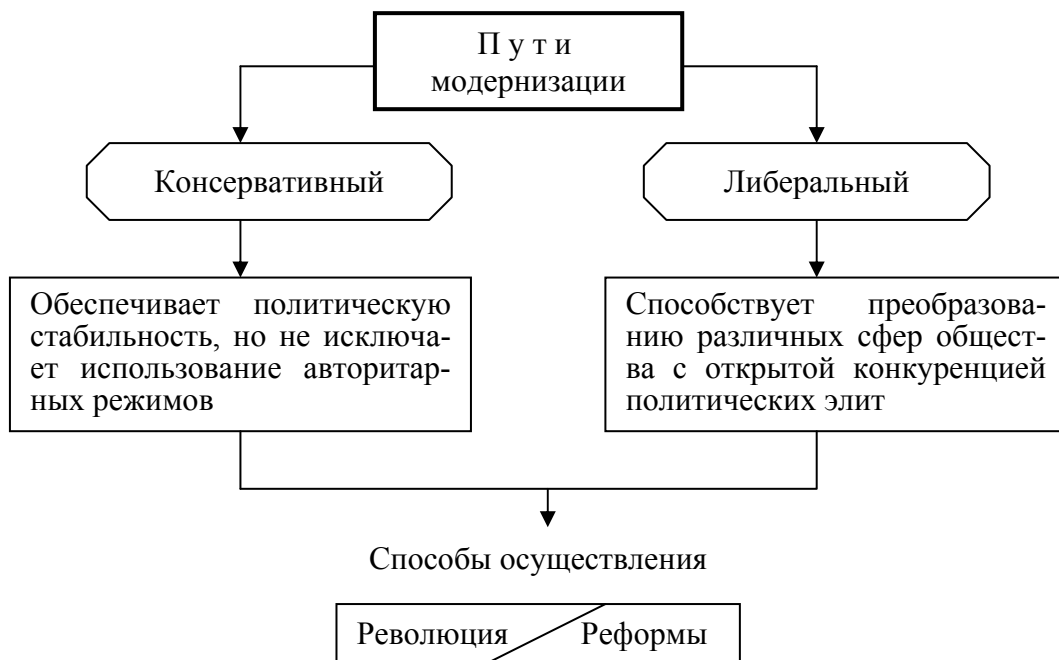 П у т и
модернизации
Консервативный
Либеральный
Обеспечивает политическую
стабильность, но не исключа-
ет использование авторитар-
ных режимов
Способствует преобразова-
нию различных сфер общест-
ва с открытой конкуренцией
политических элит
Способы осуществления
Революция
Реформы